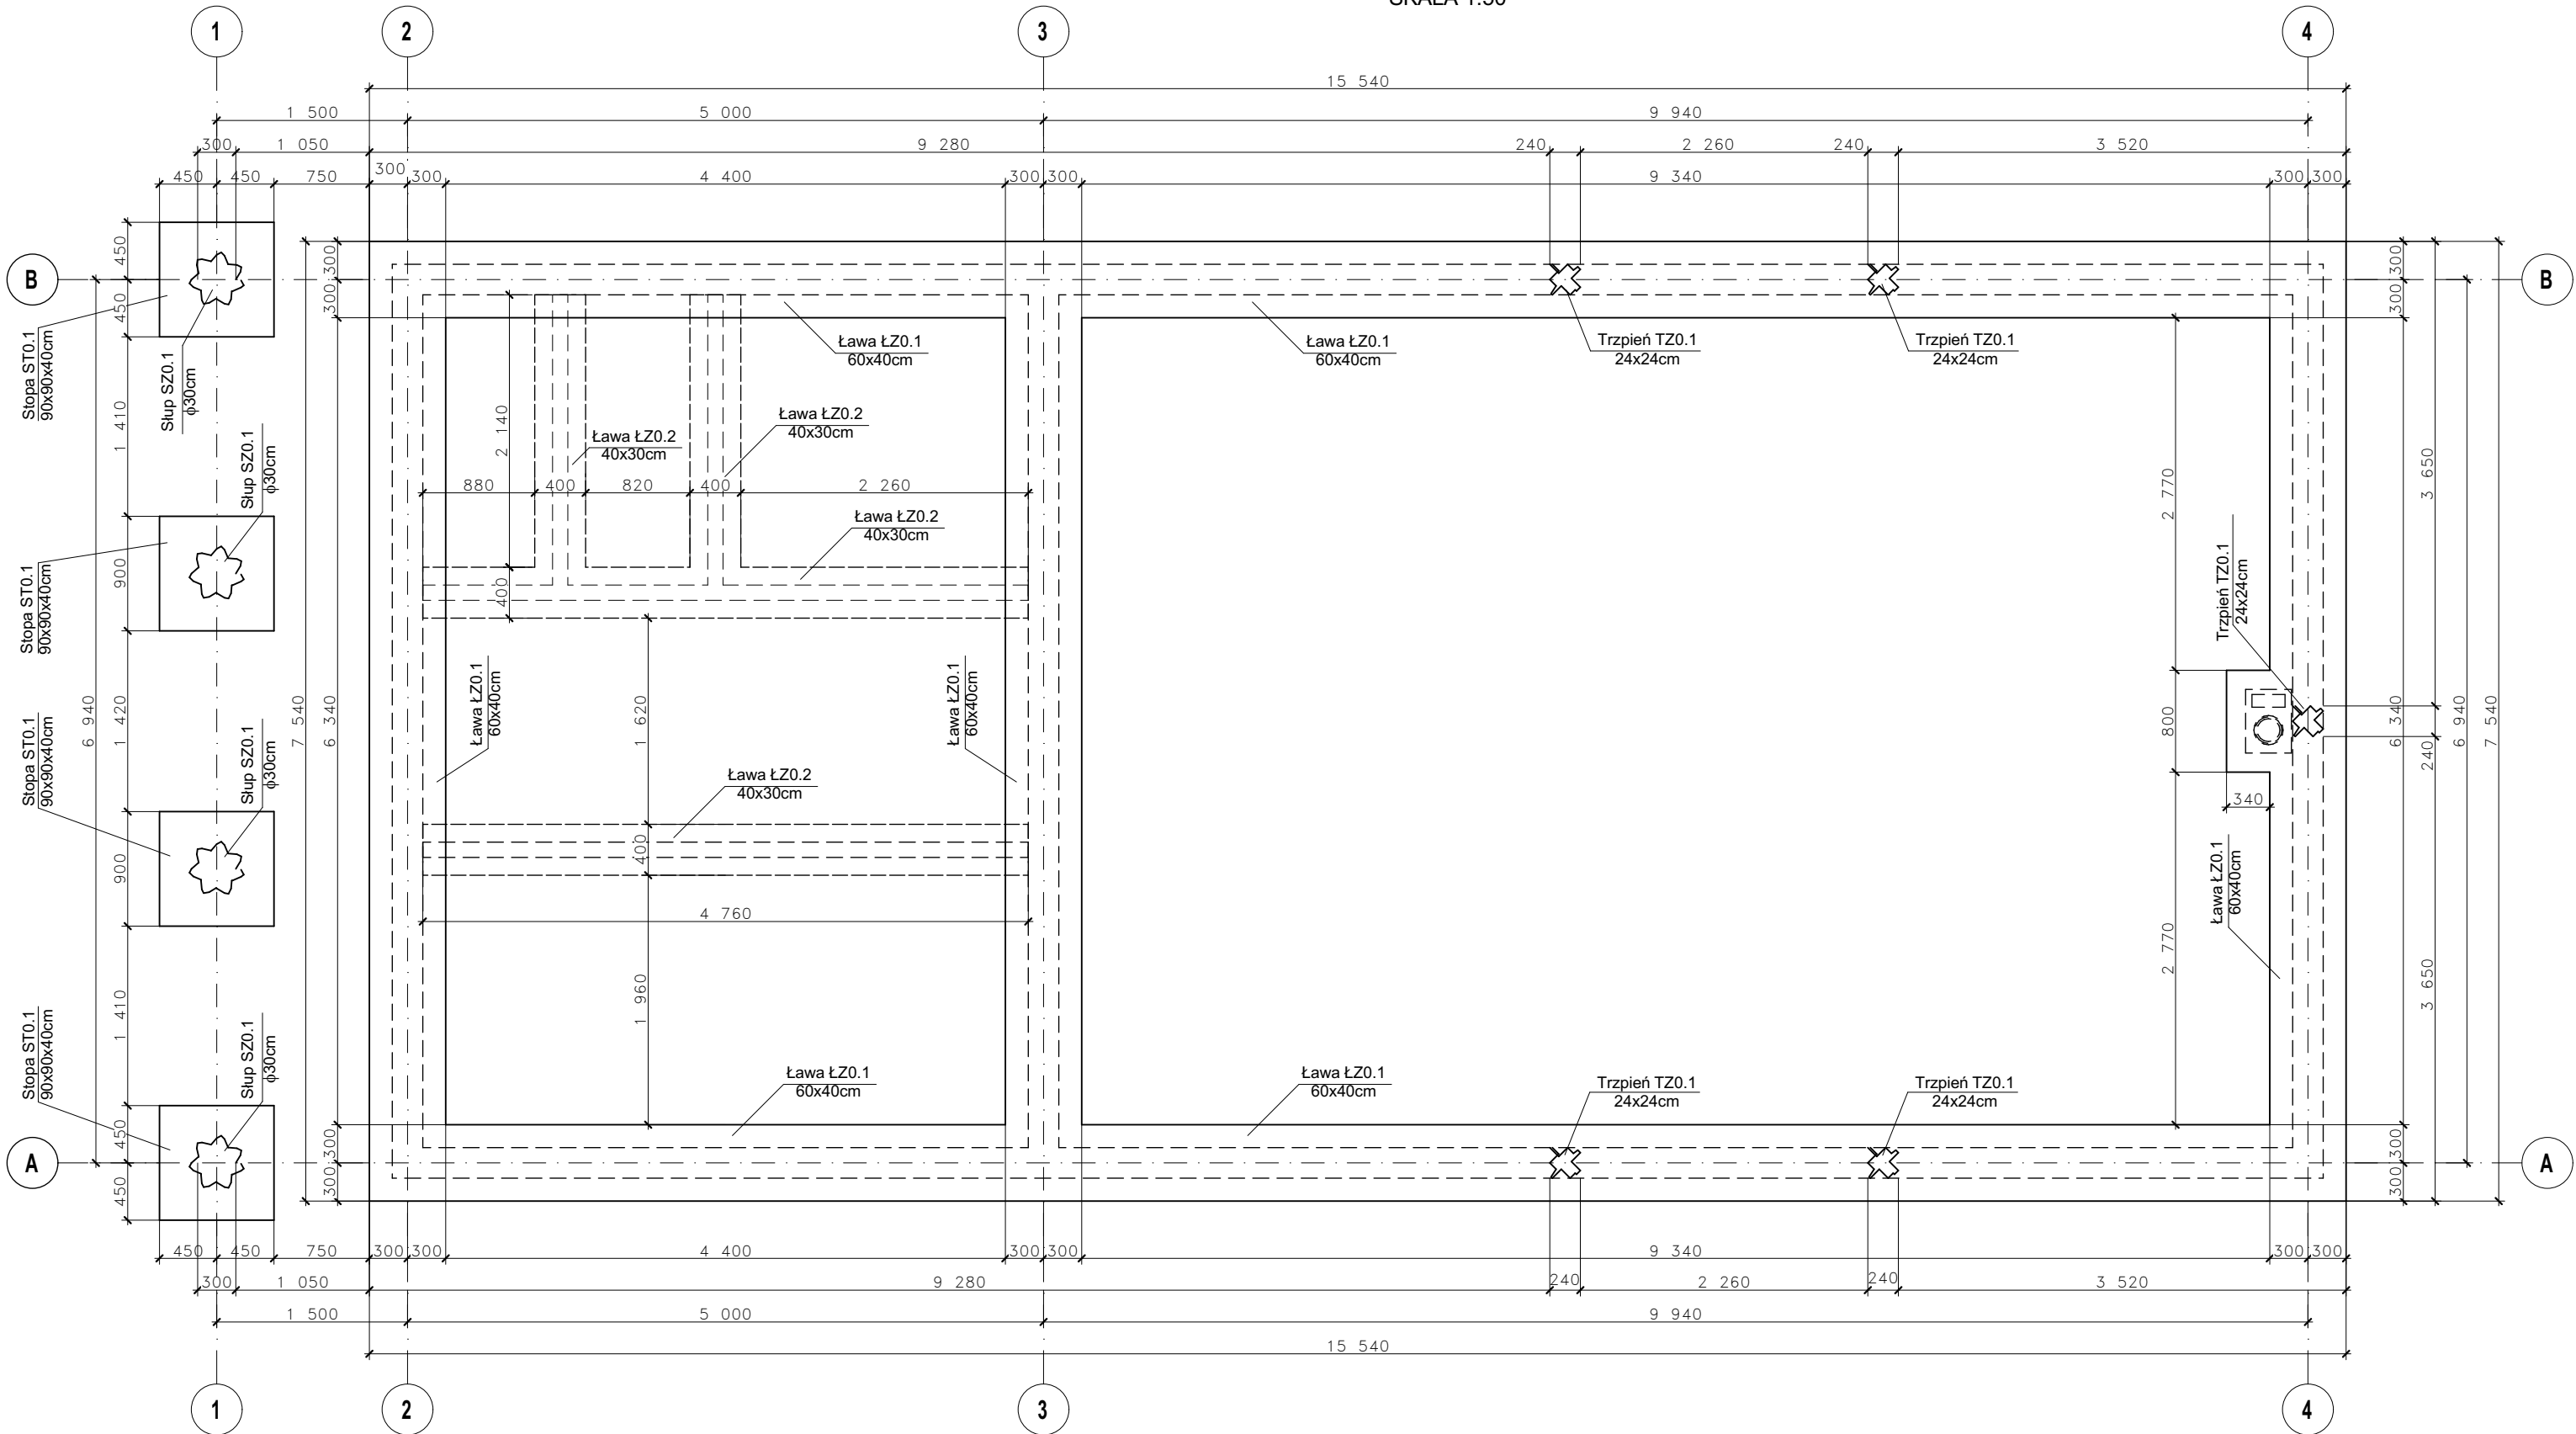 SKALA 1:50
1
2
3
4
15 540
1 500
5 000
9 940
300
1 050
9 280
240
2 260
240
3 520
450
450
750
300
300
4 400
300
300
9 340
300
300
B
B
450
450
1 410
900
1 420
900
1 410
450
450
6 940
7 540
300
300
6 340
300
300
Stopa ST0.1
90x90x40cm
Słup SZ0.1
ϕ30cm
Słup SZ0.1
ϕ30cm
Stopa ST0.1
90x90x40cm
Stopa ST0.1
90x90x40cm
Słup SZ0.1
ϕ30cm
Stopa ST0.1
90x90x40cm
Słup SZ0.1
ϕ30cm
Ława ŁZ0.1
60x40cm
Ława ŁZ0.1
60x40cm
Trzpień TZ0.1
24x24cm
Trzpień TZ0.1
24x24cm
2 140
Ława ŁZ0.2
40x30cm
Ława ŁZ0.2
40x30cm
880
400
820
400
2 260
Ława ŁZ0.2
40x30cm
400
Ława ŁZ0.1
60x40cm
1 620
Ława ŁZ0.1
60x40cm
Ława ŁZ0.2
40x30cm
400
4 760
1 960
Ława ŁZ0.1
60x40cm
Ława ŁZ0.1
60x40cm
Trzpień TZ0.1
24x24cm
Trzpień TZ0.1
24x24cm
2 770
Trzpień TZ0.1
24x24cm
800
340
Ława ŁZ0.1
60x40cm
2 770
300
300
6 340
300
300
3 650
240
3 650
6 940
7 540
A
A
450
450
750
300
300
4 400
300
300
9 340
300
300
300
1 050
9 280
240
2 260
240
3 520
1 500
5 000
9 940
15 540
1
2
3
4